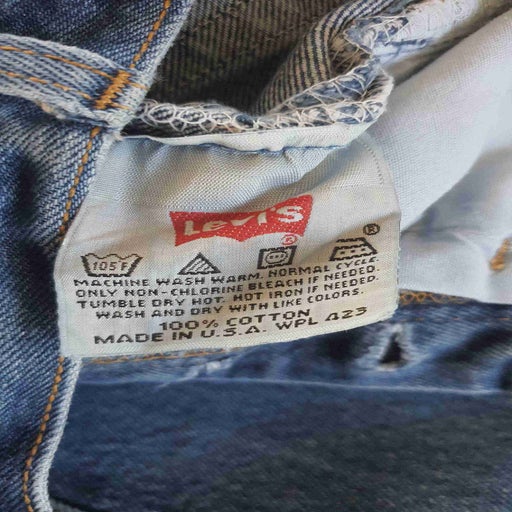 Levi'S
®
®
105F
MACHINE WASH WARM. NORMAL CYCLE.
ONLY NON-CHLORINE BLEACH IF NEEDED.
TUMBLE DRY HOT. HOT IRON IF NEEDED.
WASH AND DRY WITH LIKE COLORS.
100% COTTON
MADE IN U.S.A. WPL 423